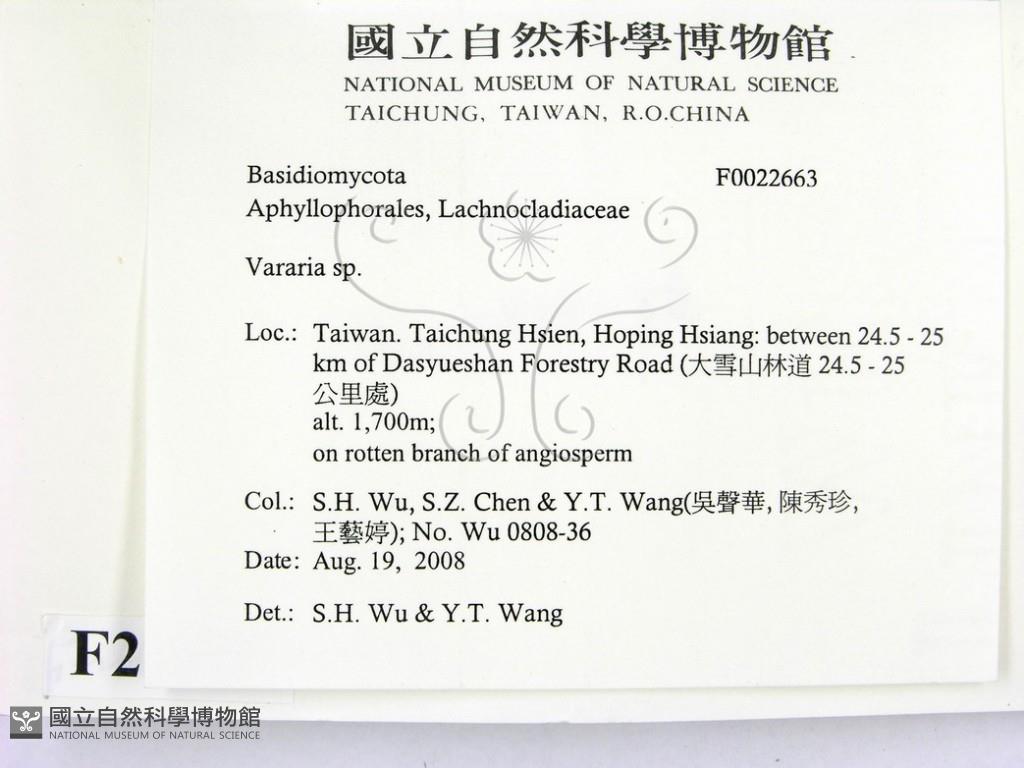 國立自然科學博物館
NATIONAL MUSEUM OF NATURAL SCIENCE
TAICHUNG, TAIWAN, R.O.CHINA
Basidiomycota F0022663
Aphyllophorales, Lachnocladiaceae
Vararia sp.
Loc.: Taiwan. Taichung Hsien, Hoping Hsiang: between 24.5 - 25
km of Dasyueshan Forestry Road (大雪山林道 24.5 - 25
公里處)
alt. 1,700m;
on rotten branch of angiosperm
Col.: S.H. Wu, S.Z. Chen & Y.T. Wang(吳聲華, 陳秀珍,
王藝婷); No. Wu 0808-36
Date: Aug. 19, 2008
Det.: S.H. Wu & Y.T. Wang
F2
國立自然科學博物館
NATIONAL MUSEUM OF NATURAL SCIENCE